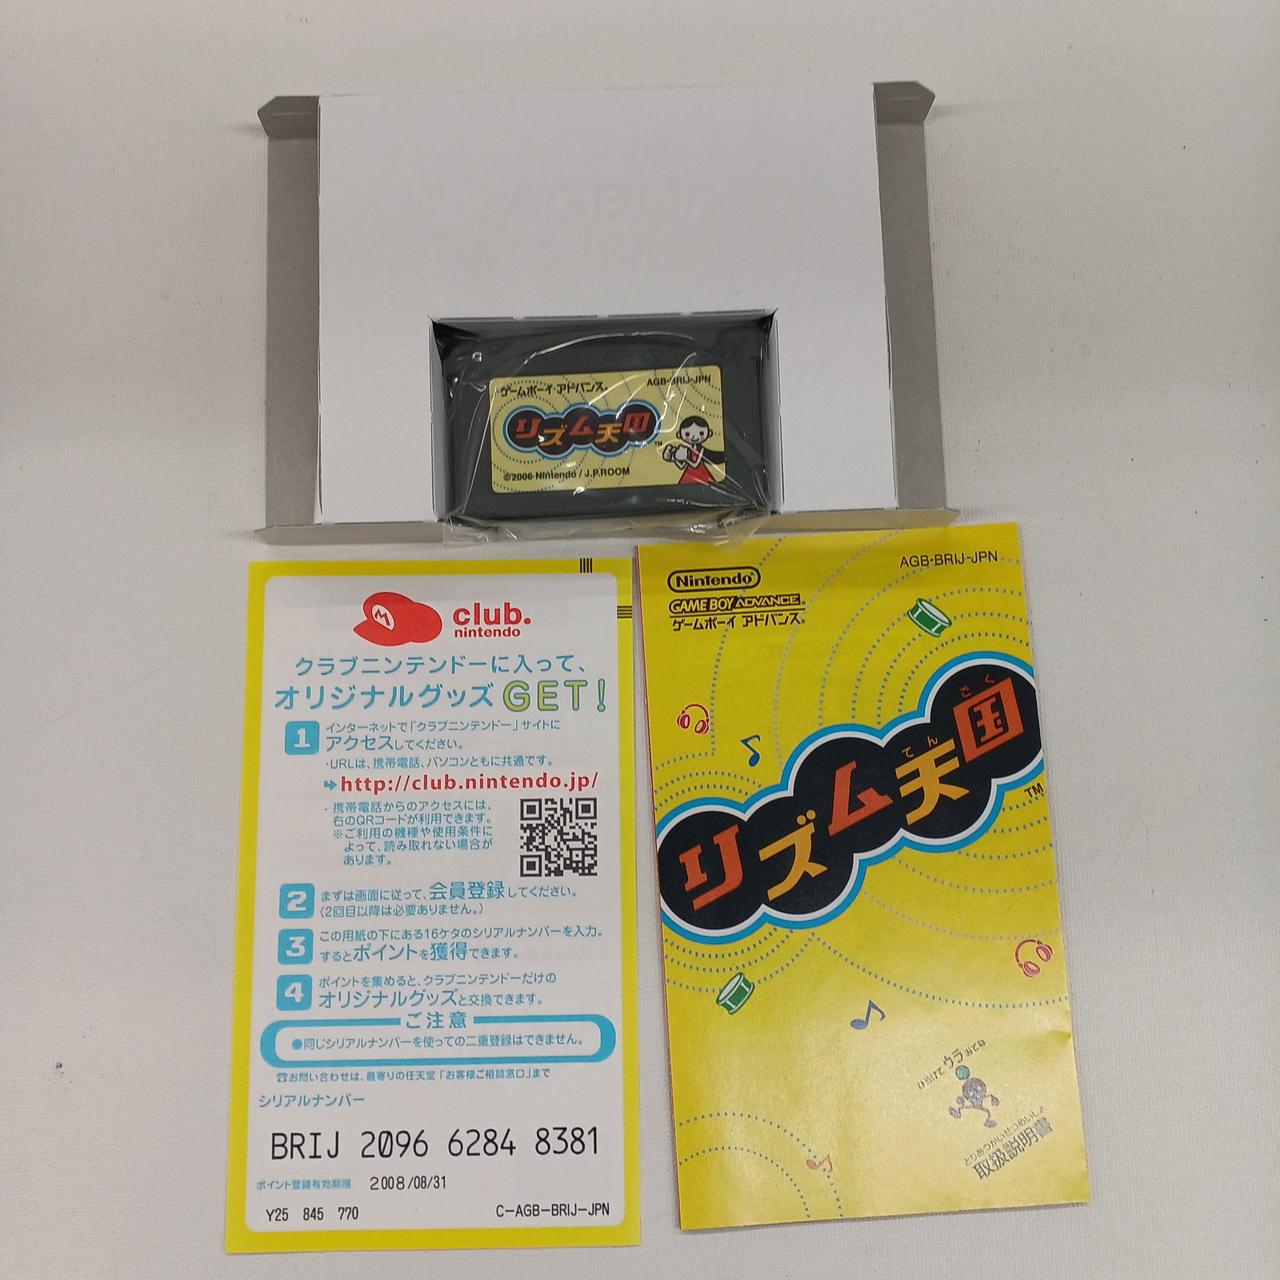 AGB
ゲームボーイ アドバンス
AGB-BRIJ-JPN
リズム天国
TM
©2006 Nintendo / J.P.ROOM
M
club.
nintendo
クラブニンテンドーに入って、
オリジナルグッズ GET!
1 インターネットで「クラブニンテンドー」サイトに
アクセスしてください。
・URLは、携帯電話、パソコンともに共通です。
http://club.nintendo.jp/
・携帯電話からのアクセスには、
右のQRコードが利用できます。
※ご利用の機種や使用条件に
よって、読み取れない場合が
あります。
2 まずは画面に従って、会員登録してください。
(2回目以降は必要ありません。)
3 この用紙の下にある16ケタのシリアルナンバーを入力。
するとポイントを獲得できます。
4 ポイントを集めると、クラブニンテンドーだけの
オリジナルグッズと交換できます。
ご注意
●同じシリアルナンバーを使っての二重登録はできません。
☎お問い合わせは、最寄りの任天堂「お客様ご相談窓口」まで
シリアルナンバー
BRIJ 2096 6284 8381
ポイント登録有効期限 2008/08/31
Y25 845 770
C-AGB-BRIJ-JPN
Nintendo
AGB-BRIJ-JPN
GAME BOY ADVANCE
ゲームボーイ アドバンス
てん ごく
リズム天国
TM
ウラ
とりあつかいせつめいしょ
取扱説明書